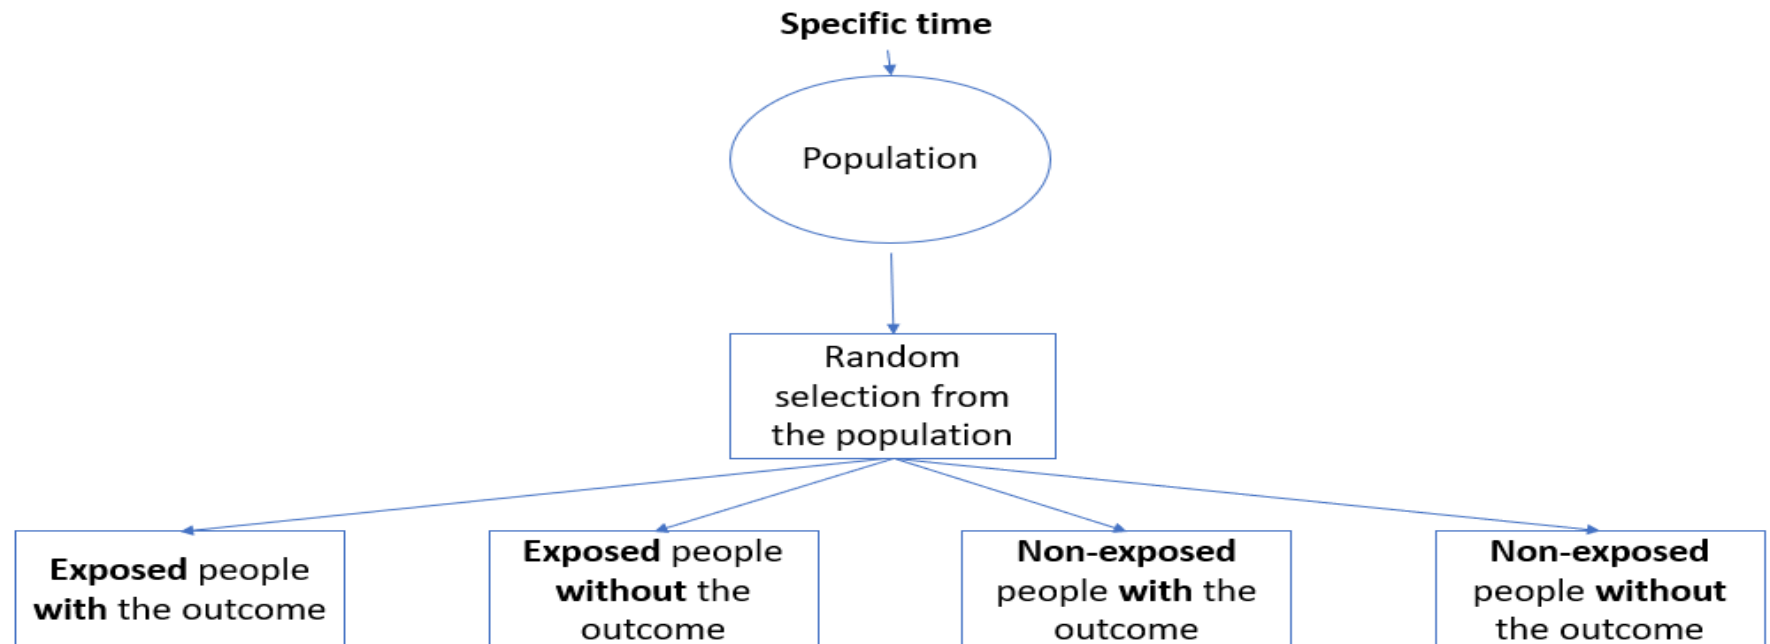 Specific time
Population
Random
selection from
the population
Exposed people
with the outcome
Exposed people
without the
outcome
Non-exposed
people with the
outcome
Non-exposed
people without
the outcome